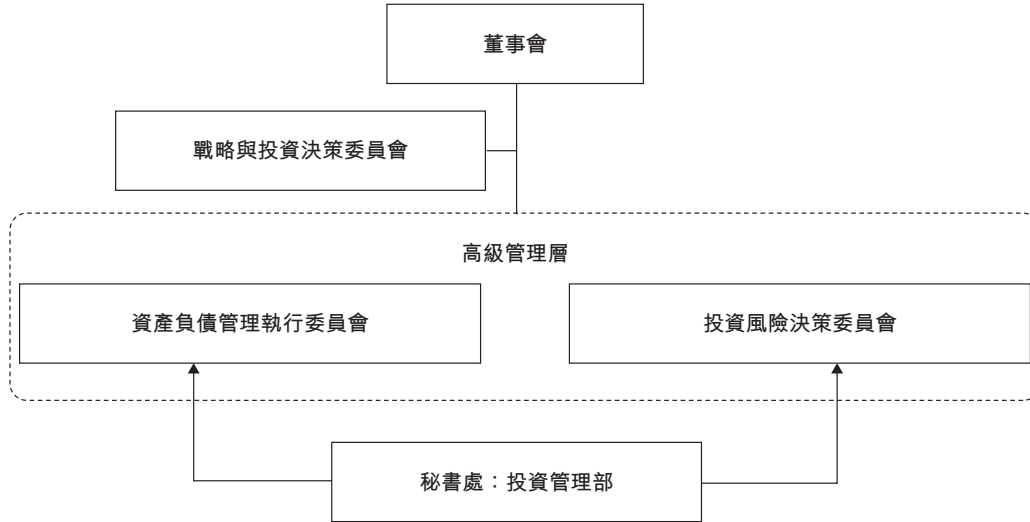 董事會
戰略與投資決策委員會
高級管理層
資產負債管理執行委員會
投資風險決策委員會
秘書處：投資管理部